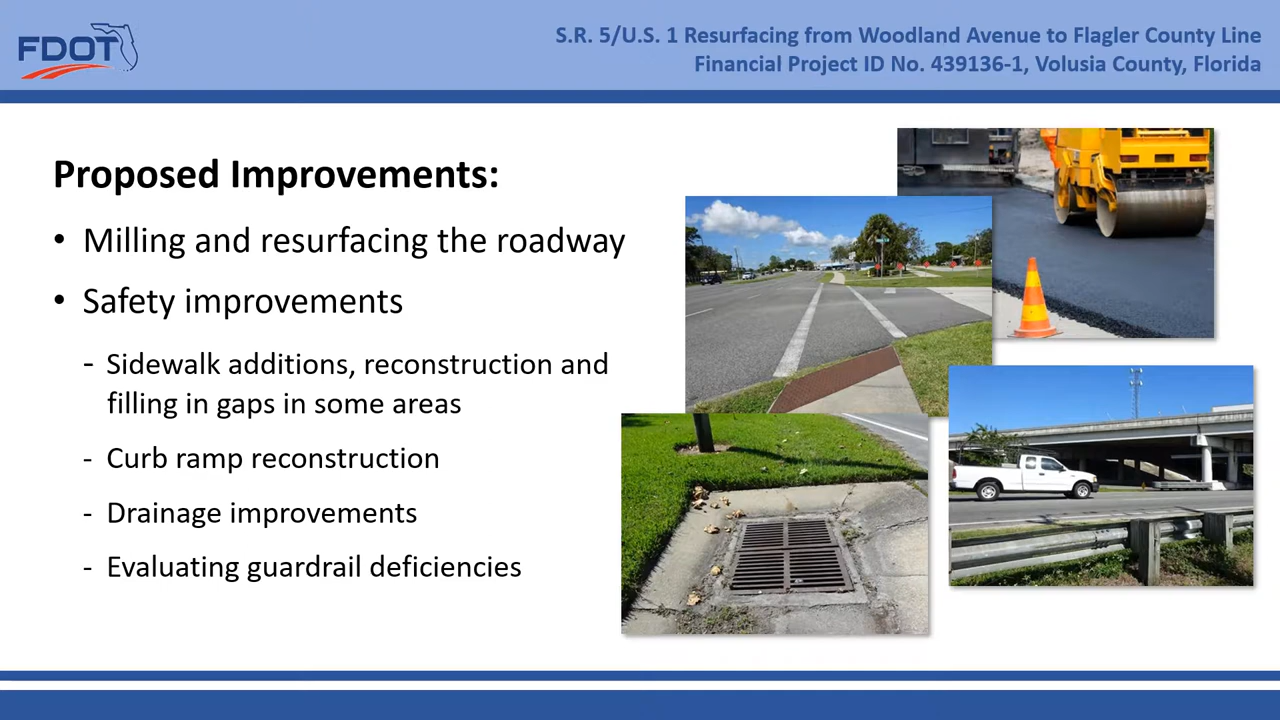 FDOT
S.R. 5/U.S. 1 Resurfacing from Woodland Avenue to Flagler County Line
Financial Project ID No. 439136-1, Volusia County, Florida
Proposed Improvements:
• Milling and resurfacing the roadway
• Safety improvements
- Sidewalk additions, reconstruction and
filling in gaps in some areas
- Curb ramp reconstruction
- Drainage improvements
- Evaluating guardrail deficiencies